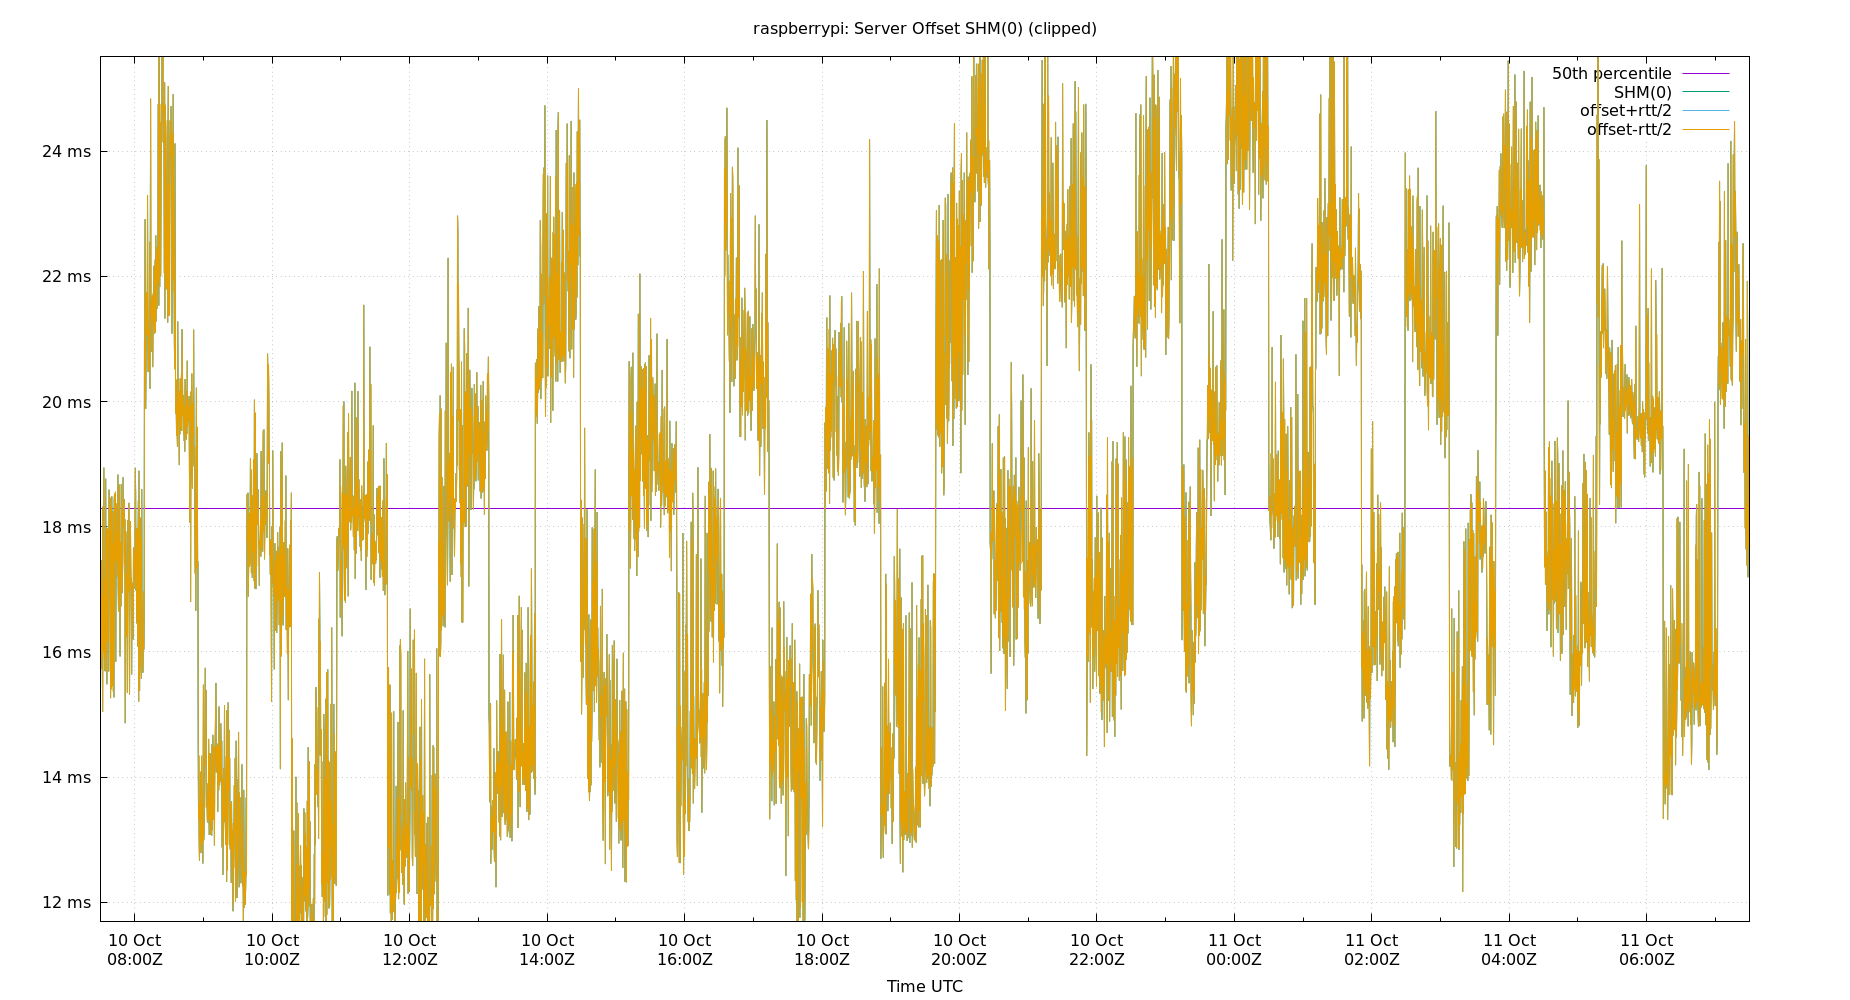 raspberrypi: Server Offset SHM(0) (clipped)
50th percentile
SHM(0)
offset+rtt/2
offset-rtt/2
24 ms
22 ms
20 ms
18 ms
16 ms
14 ms
12 ms
10 Oct 10 Oct 10 Oct 10 Oct 10 Oct 10 Oct 10 Oct 10 Oct 11 Oct 11 Oct 11 Oct 11 Oct
08:00Z 10:00Z 12:00Z 14:00Z 16:00Z 18:00Z 20:00Z 22:00Z 00:00Z 02:00Z 04:00Z 06:00Z
Time UTC